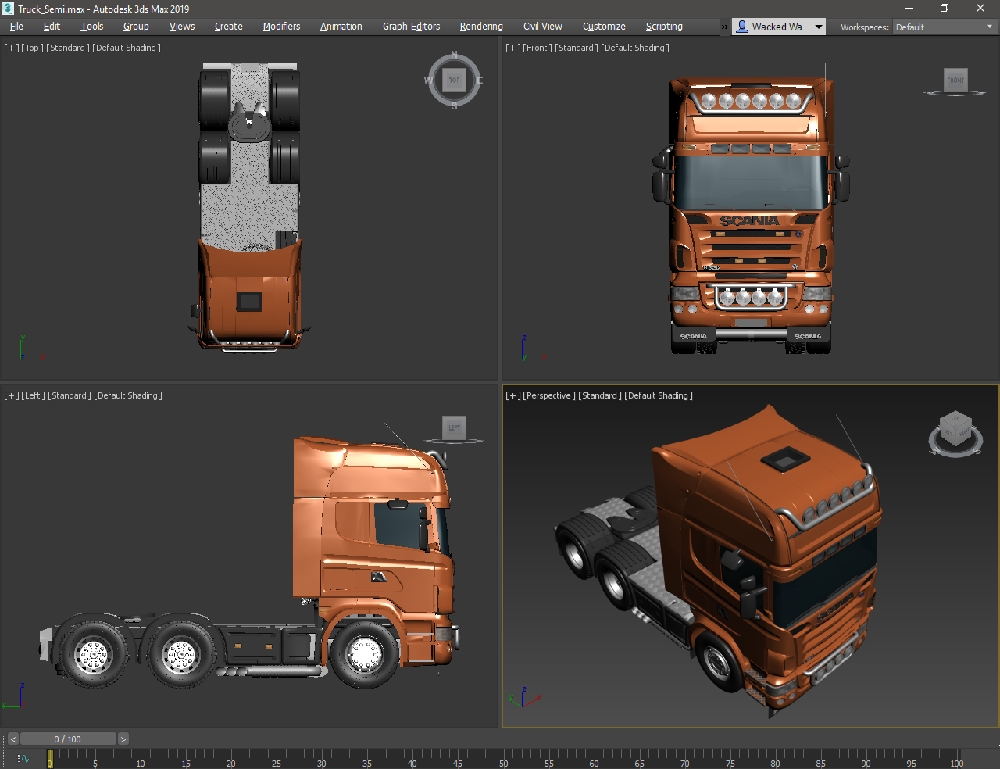 Truck_Semi.max - Autodesk 3ds Max 2019
File Edit Tools Group Views Create Modifiers Animation Graph Editors Rendering Civil View Customize Scripting » Wacked Wa Workspaces: Default
[+] [Top] [Standard] [Default Shading]
N
W TOP E
S
[+] [Front] [Standard] [Default Shading]
FRONT
SCANIA
SCANIA SCANIA
[+] [Left] [Standard] [Default Shading]
LEFT
[+] [Perspective] [Standard] [Default Shading]
< 0 / 100 >
0 5 10 15 20 25 30 35 40 45 50 55 60 65 70 75 80 85 90 95 100